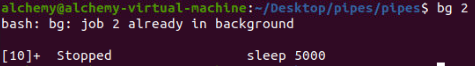 alchemy@alchemy-virtual-machine:~/Desktop/pipes/pipes$ bg 2
bash: bg: job 2 already in background
[10]+  Stopped                 sleep 5000